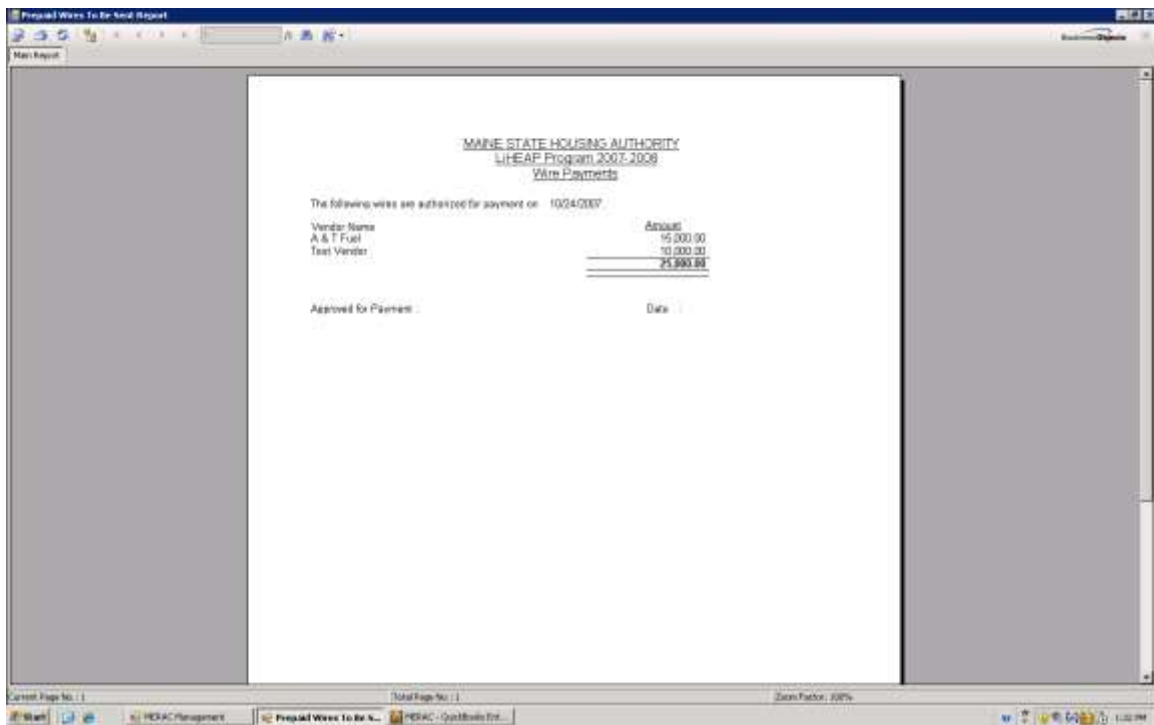 Prepaid Wires To Be Sent Report
Main Report
MAINE STATE HOUSING AUTHORITY
LiHEAP Program 2007-2008
Wire Payments
The following wires are authorized for payment on 10/24/2007
Vendor Name Amount
A & T Fuel 15,000.00
Test Vendor 10,000.00
25,000.00
Approved for Payment : Date :
Current Page No. : 1 Total Page No. : 1 Zoom Factor: 100%
Start MERAC Management Prepaid Wires To Be S... MERAC - QuickBooks Ent...